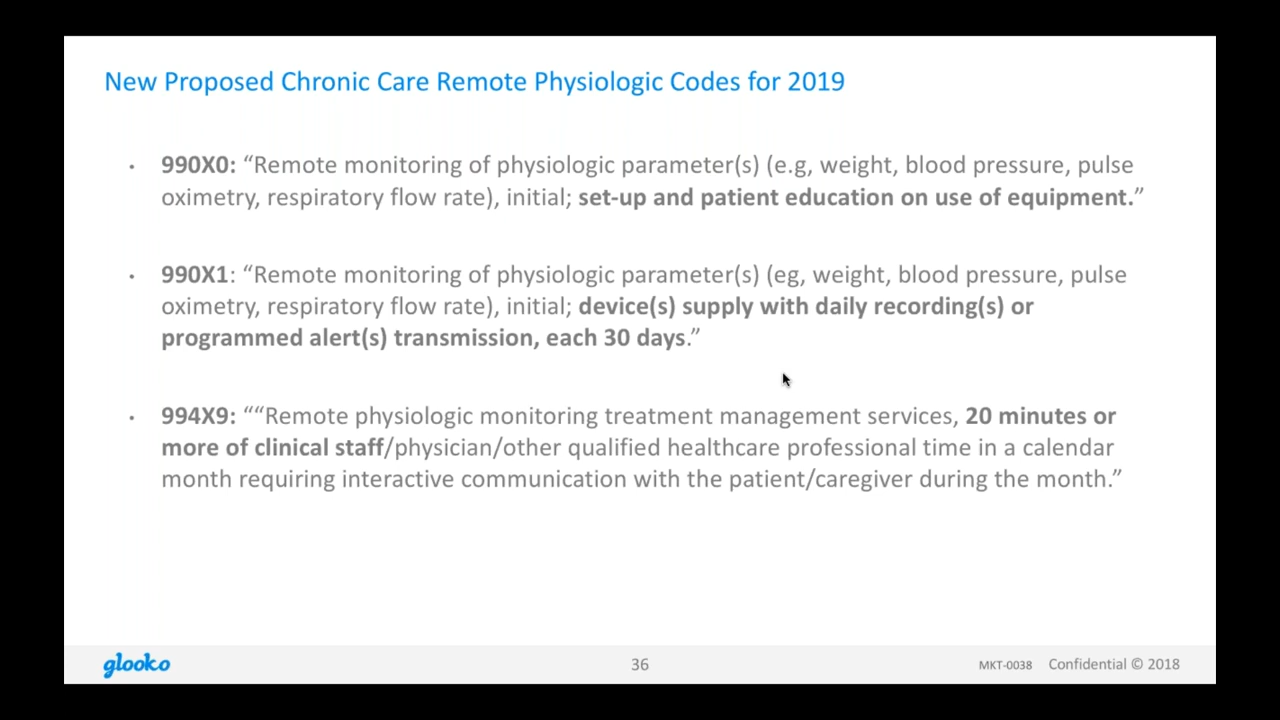 New Proposed Chronic Care Remote Physiologic Codes for 2019
• 990X0: “Remote monitoring of physiologic parameter(s) (e.g, weight, blood pressure, pulse
oximetry, respiratory flow rate), initial; set-up and patient education on use of equipment.”
• 990X1: “Remote monitoring of physiologic parameter(s) (eg, weight, blood pressure, pulse
oximetry, respiratory flow rate), initial; device(s) supply with daily recording(s) or
programmed alert(s) transmission, each 30 days.”
• 994X9: ““Remote physiologic monitoring treatment management services, 20 minutes or
more of clinical staff/physician/other qualified healthcare professional time in a calendar
month requiring interactive communication with the patient/caregiver during the month.”
glooko 36 MKT-0038 Confidential © 2018